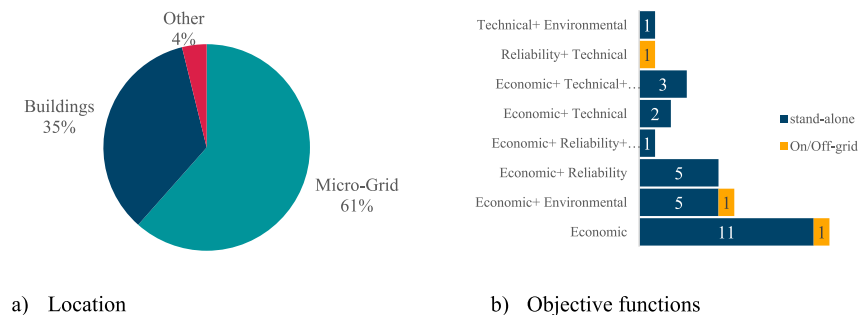 Other
4%
Buildings
35%
Micro-Grid
61%
a) Location
Technical+ Environmental
1
Reliability+ Technical
1
Economic+ Technical+...
3
Economic+ Technical
2
Economic+ Reliability+...
1
Economic+ Reliability
5
Economic+ Environmental
5
1
Economic
11
1
stand-alone
On/Off-grid
b) Objective functions